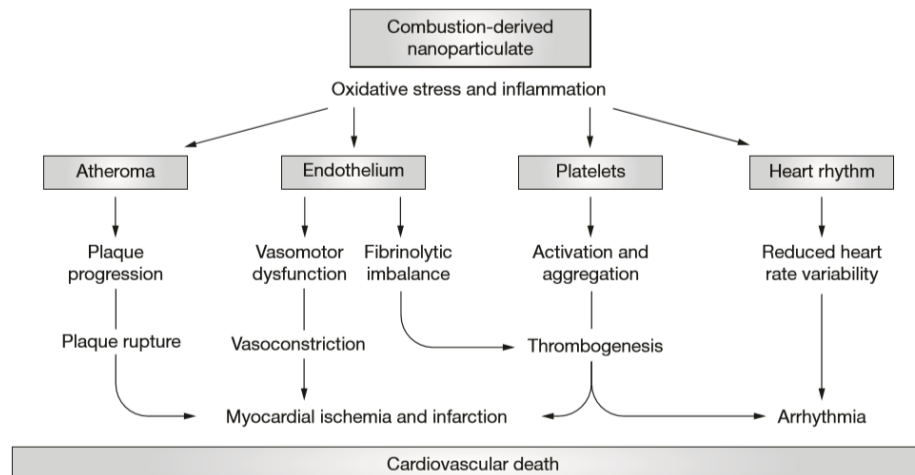 Combustion-derived
nanoparticulate
Oxidative stress and inflammation
Atheroma
Endothelium
Platelets
Heart rhythm
Plaque
progression
Vasomotor
dysfunction
Fibrinolytic
imbalance
Activation and
aggregation
Reduced heart
rate variability
Plaque rupture
Vasoconstriction
Thrombogenesis
Myocardial ischemia and infarction
Arrhythmia
Cardiovascular death